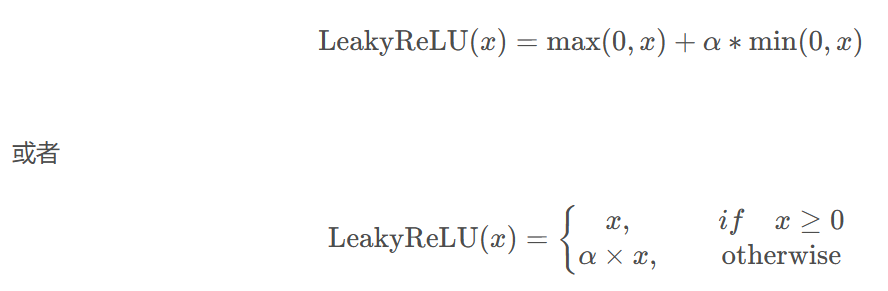 LeakyReLU(x) = max(0, x) + α ∗ min(0, x)
或者
LeakyReLU(x) = { x, if x ≥ 0
α × x, otherwise